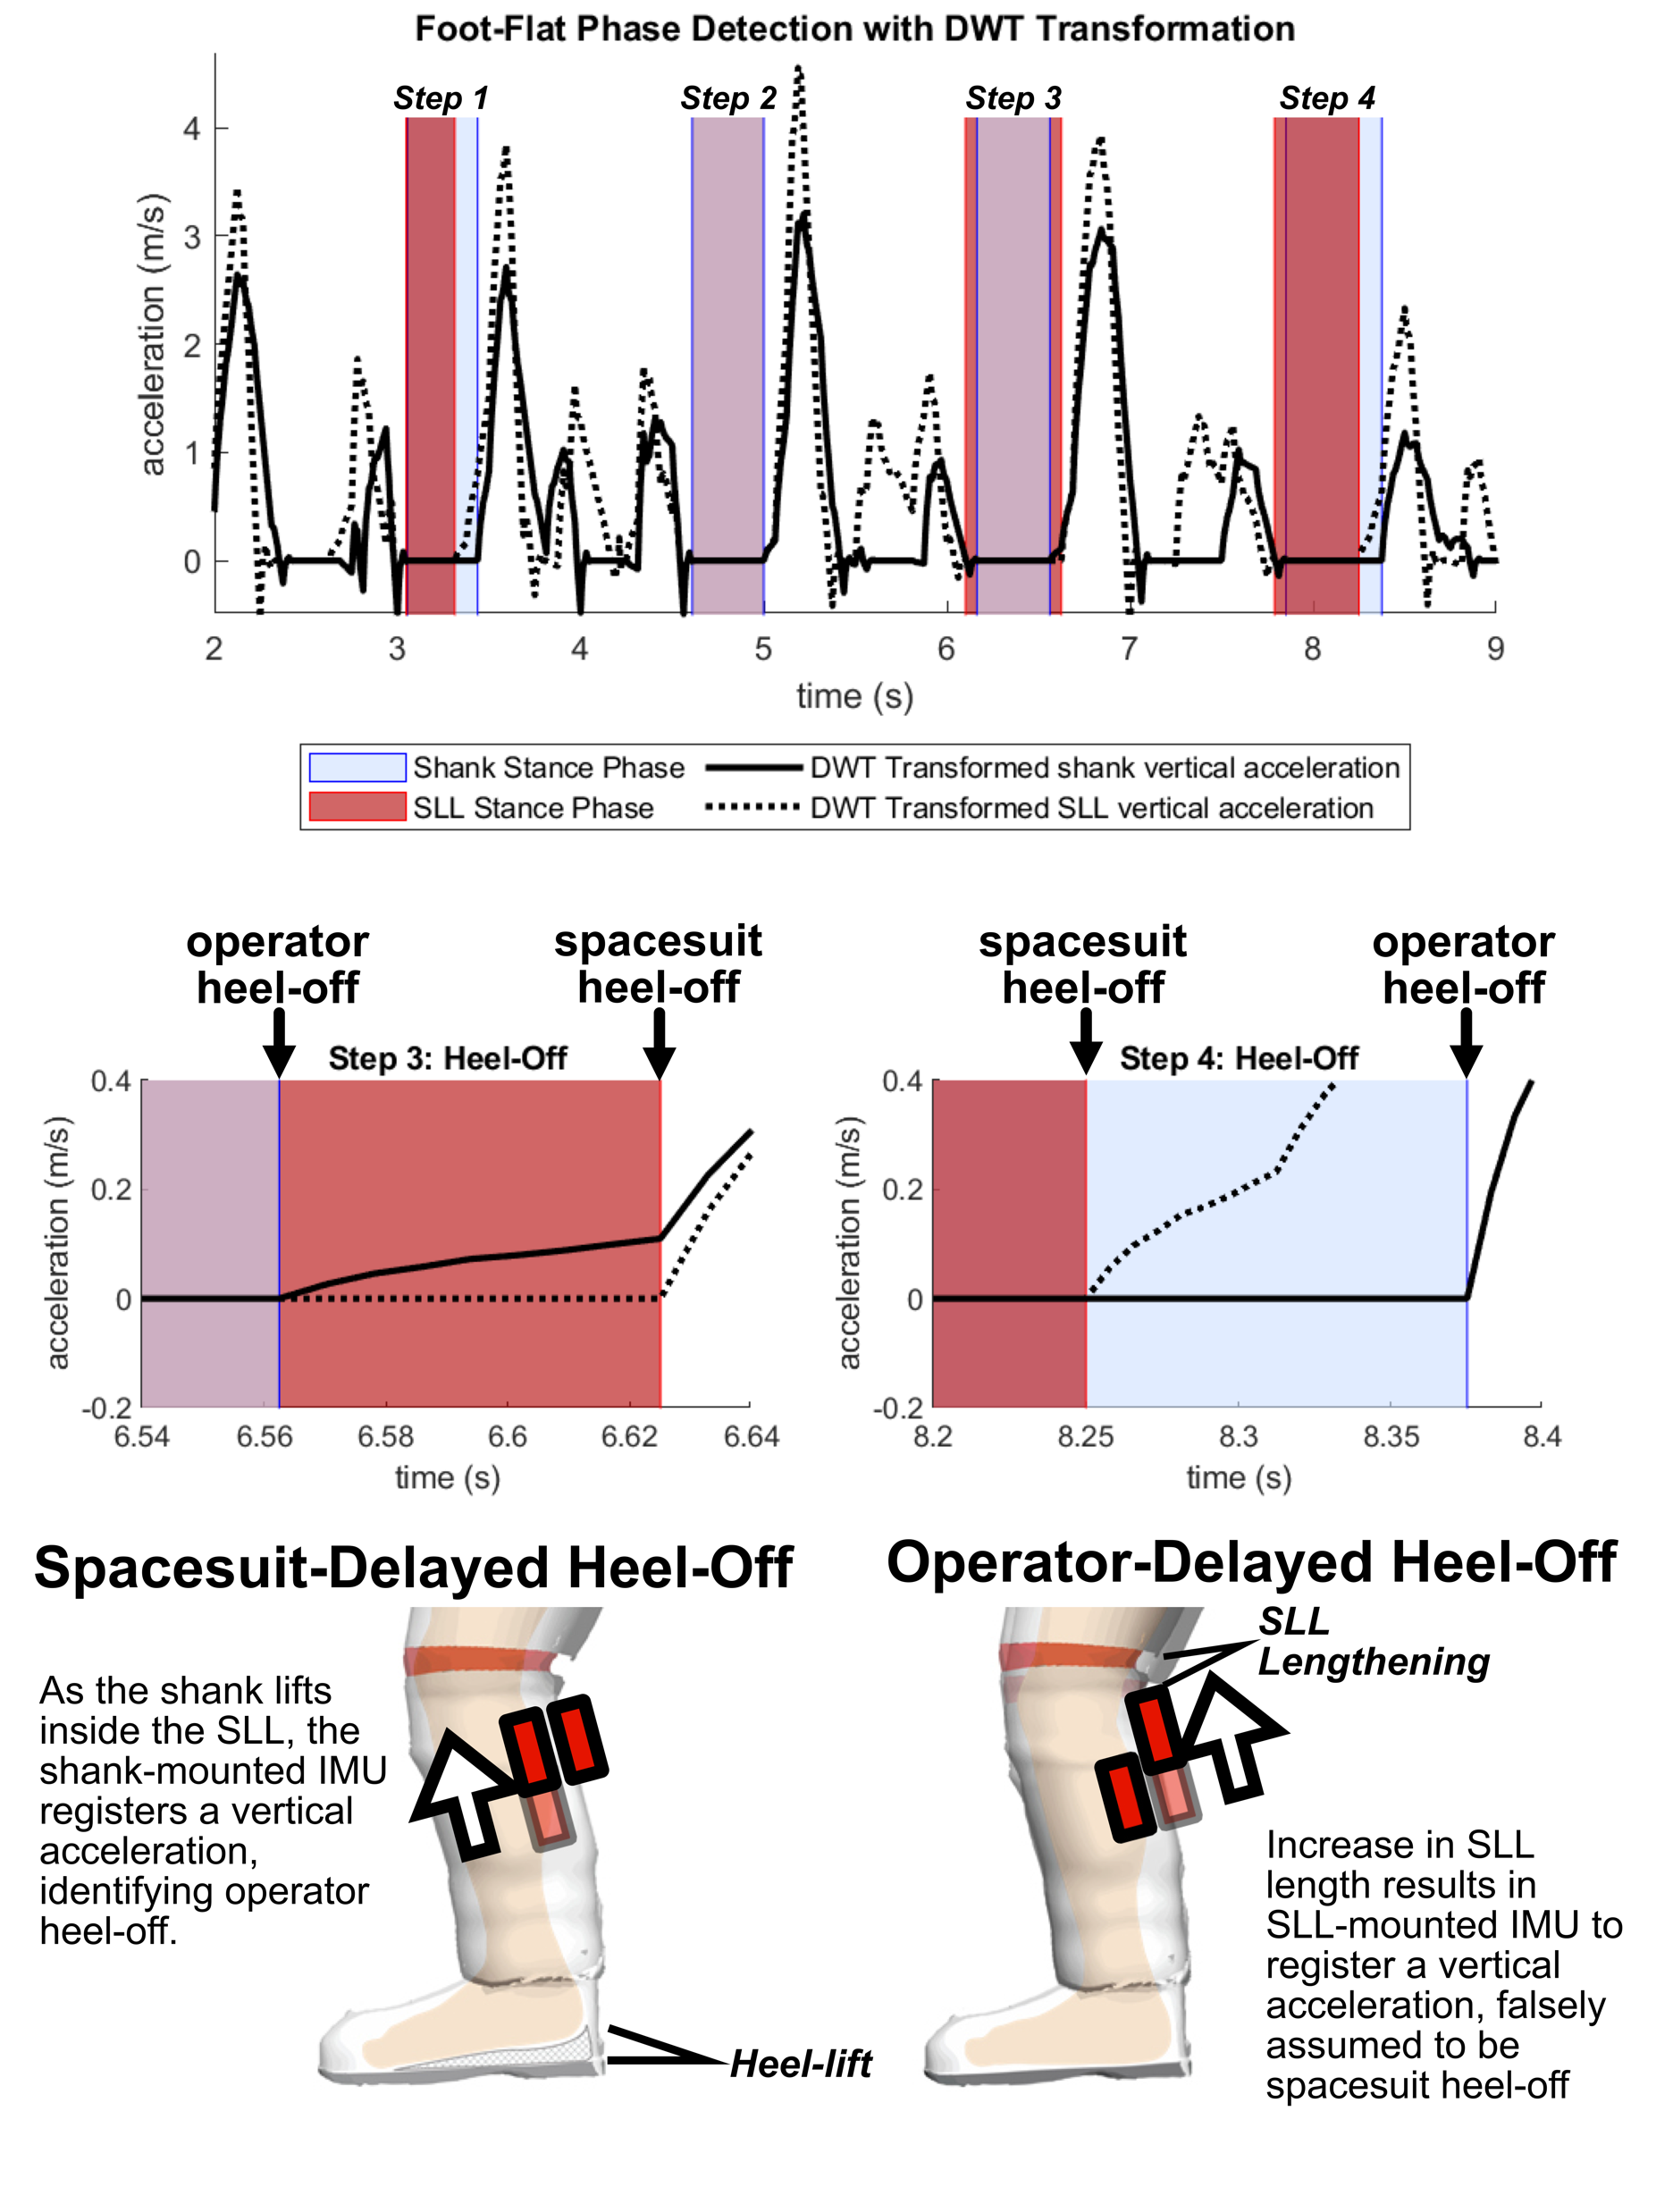 Foot-Flat Phase Detection with DWT Transformation
Step 1
Step 2
Step 3
Step 4
acceleration (m/s)
4
3
2
1
0
2
3
4
5
6
7
8
9
time (s)
Shank Stance Phase
DWT Transformed shank vertical acceleration
SLL Stance Phase
DWT Transformed SLL vertical acceleration
operator
heel-off
spacesuit
heel-off
Step 3: Heel-Off
acceleration (m/s)
0.4
0.2
0
-0.2
6.54
6.56
6.58
6.6
6.62
6.64
time (s)
spacesuit
heel-off
operator
heel-off
Step 4: Heel-Off
acceleration (m/s)
0.4
0.2
0
-0.2
8.2
8.25
8.3
8.35
8.4
time (s)
Spacesuit-Delayed Heel-Off
As the shank lifts
inside the SLL, the
shank-mounted IMU
registers a vertical
acceleration,
identifying operator
heel-off.
Heel-lift
Operator-Delayed Heel-Off
SLL
Lengthening
Increase in SLL
length results in
SLL-mounted IMU to
register a vertical
acceleration, falsely
assumed to be
spacesuit heel-off